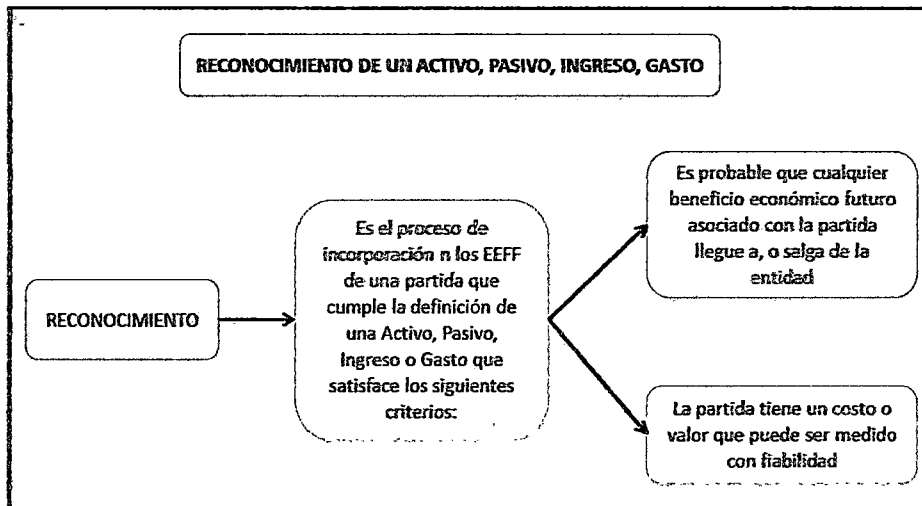 RECONOCIMIENTO DE UN ACTIVO, PASIVO, INGRESO, GASTO
RECONOCIMIENTO
Es el proceso de
incorporación n los EEFF
de una partida que
cumple la definición de
una Activo, Pasivo,
Ingreso o Gasto que
satisface los siguientes
criterios:
Es probable que cualquier
beneficio económico futuro
asociado con la partida
llegue a, o salga de la
entidad
La partida tiene un costo o
valor que puede ser medido
con fiabilidad